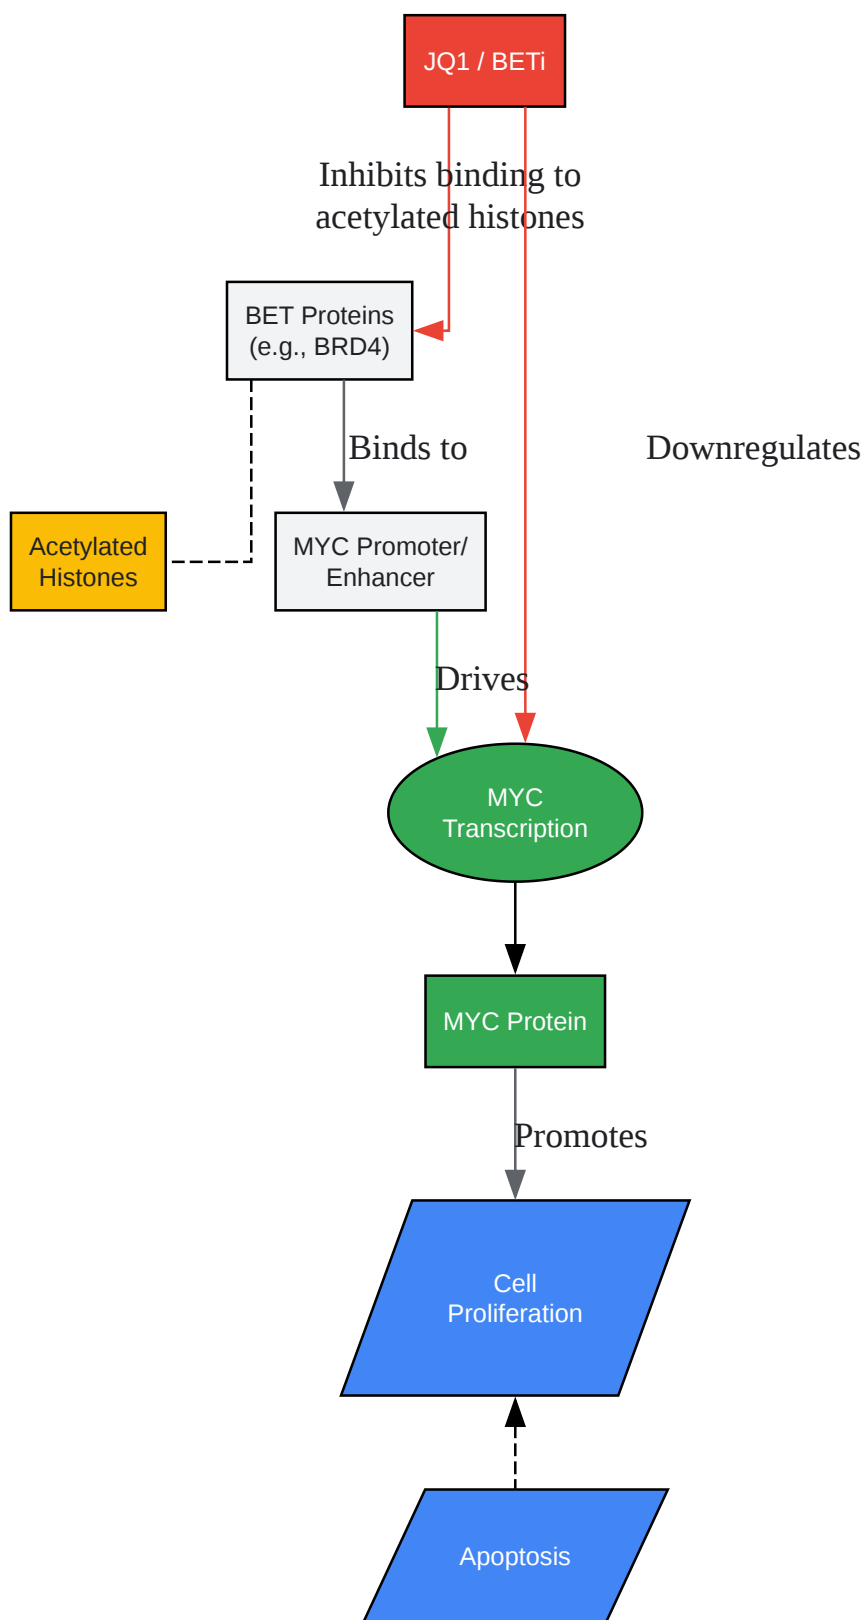 JQ1 / BETi
Inhibits binding to
acetylated histones
BET Proteins
(e.g., BRD4)
Binds to
Downregulates
Acetylated
Histones
MYC Promoter/
Enhancer
Drives
MYC
Transcription
MYC Protein
Promotes
Cell
Proliferation
Apoptosis